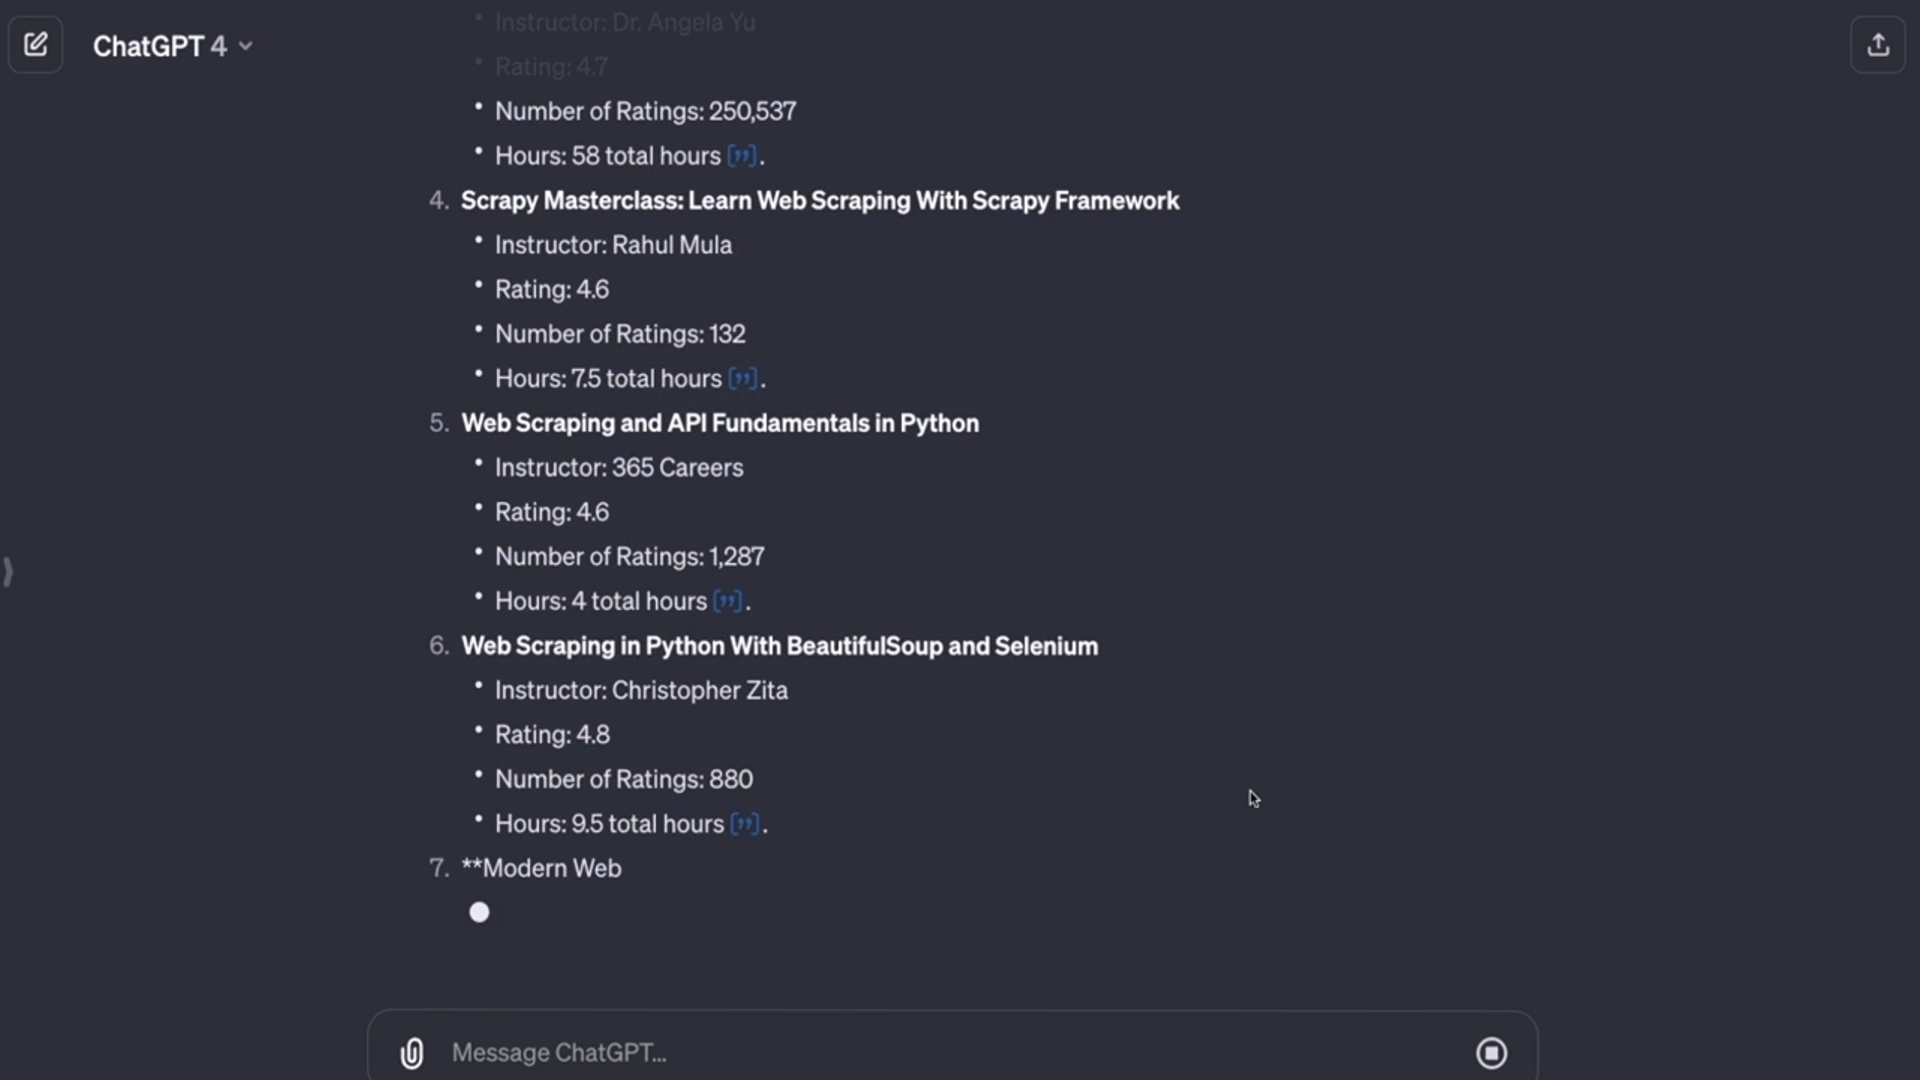 ChatGPT 4
• Instructor: Dr. Angela Yu
• Rating: 4.7
• Number of Ratings: 250,537
• Hours: 58 total hours [”].
4. Scrapy Masterclass: Learn Web Scraping With Scrapy Framework
• Instructor: Rahul Mula
• Rating: 4.6
• Number of Ratings: 132
• Hours: 7.5 total hours [”].
5. Web Scraping and API Fundamentals in Python
• Instructor: 365 Careers
• Rating: 4.6
• Number of Ratings: 1,287
• Hours: 4 total hours [”].
6. Web Scraping in Python With BeautifulSoup and Selenium
• Instructor: Christopher Zita
• Rating: 4.8
• Number of Ratings: 880
• Hours: 9.5 total hours [”].
7. **Modern Web
Message ChatGPT...